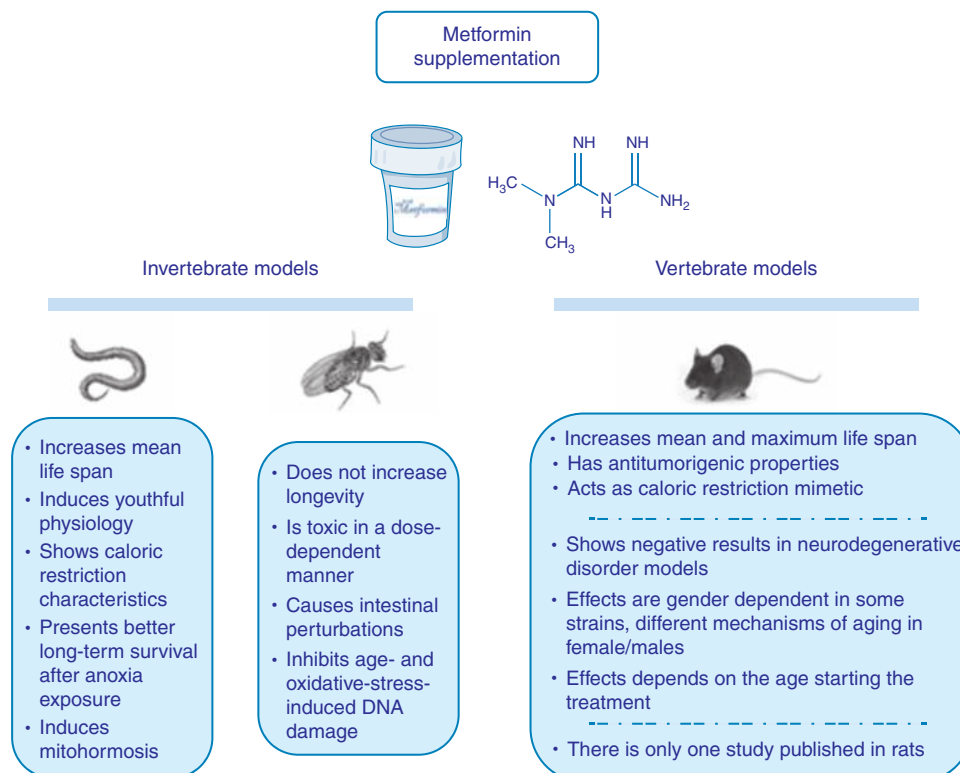 Metformin
supplementation
NH
NH
H₃C
N
N
H
NH₂
CH₃
Metformin
Invertebrate models
Vertebrate models
• Increases mean
life span
• Induces youthful
physiology
• Shows caloric
restriction
characteristics
• Presents better
long-term survival
after anoxia
exposure
• Induces
mitohormosis
• Does not increase
longevity
• Is toxic in a dose-
dependent
manner
• Causes intestinal
perturbations
• Inhibits age- and
oxidative-stress-
induced DNA
damage
• Increases mean and maximum life span
• Has antitumorigenic properties
• Acts as caloric restriction mimetic
• Shows negative results in neurodegenerative
disorder models
• Effects are gender dependent in some
strains, different mechanisms of aging in
female/males
• Effects depends on the age starting the
treatment
• There is only one study published in rats